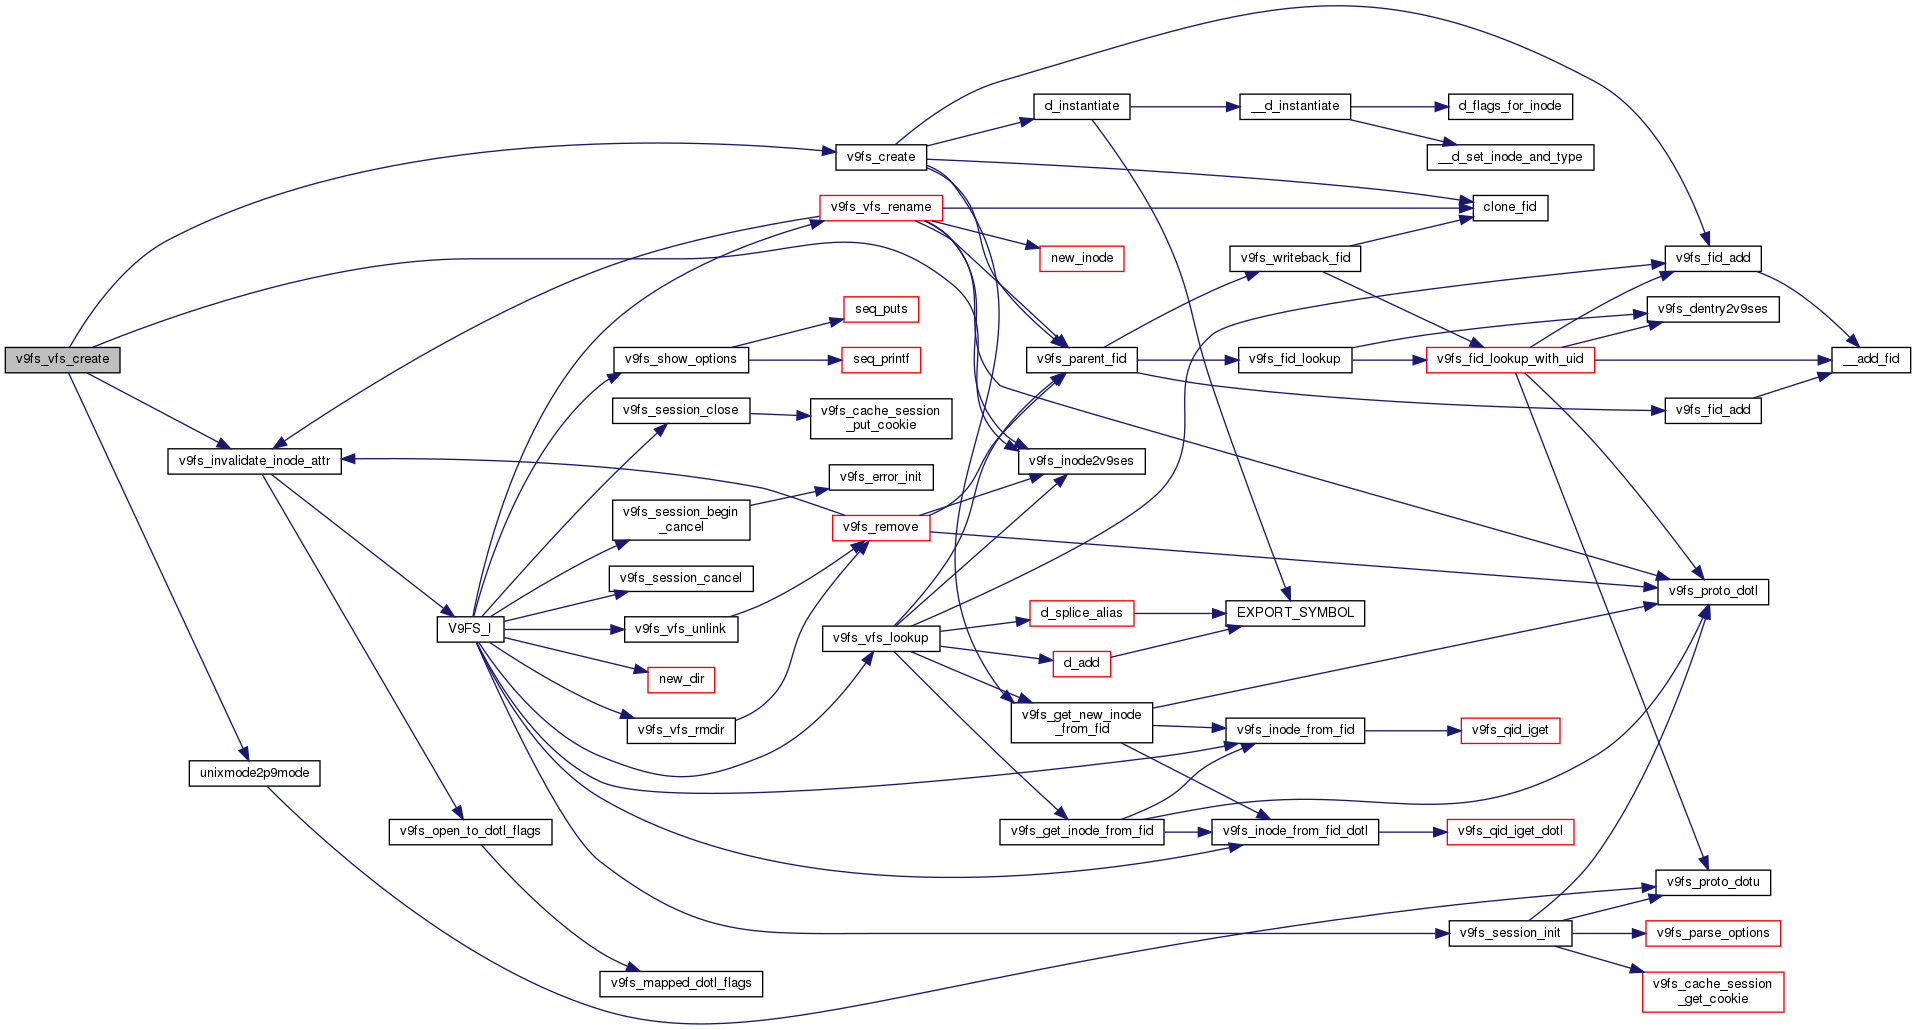 v9fs_vfs_create
v9fs_invalidate_inode_attr
unixmode2p9mode
V9FS_I
v9fs_open_to_dotl_flags
v9fs_show_options
v9fs_session_close
v9fs_session_begin
_cancel
v9fs_session_cancel
v9fs_vfs_unlink
new_dir
v9fs_vfs_rmdir
v9fs_mapped_dotl_flags
v9fs_create
v9fs_vfs_rename
seq_puts
seq_printf
v9fs_cache_session
_put_cookie
v9fs_error_init
v9fs_remove
v9fs_vfs_lookup
d_instantiate
new_inode
v9fs_parent_fid
v9fs_inode2v9ses
d_splice_alias
d_add
v9fs_get_new_inode
_from_fid
v9fs_get_inode_from_fid
__d_instantiate
v9fs_writeback_fid
v9fs_fid_lookup
EXPORT_SYMBOL
v9fs_inode_from_fid
v9fs_inode_from_fid_dotl
d_flags_for_inode
__d_set_inode_and_type
clone_fid
v9fs_fid_lookup_with_uid
v9fs_qid_iget
v9fs_qid_iget_dotl
v9fs_session_init
v9fs_fid_add
v9fs_dentry2v9ses
__add_fid
v9fs_fid_add
v9fs_proto_dotl
v9fs_proto_dotu
v9fs_parse_options
v9fs_cache_session
_get_cookie